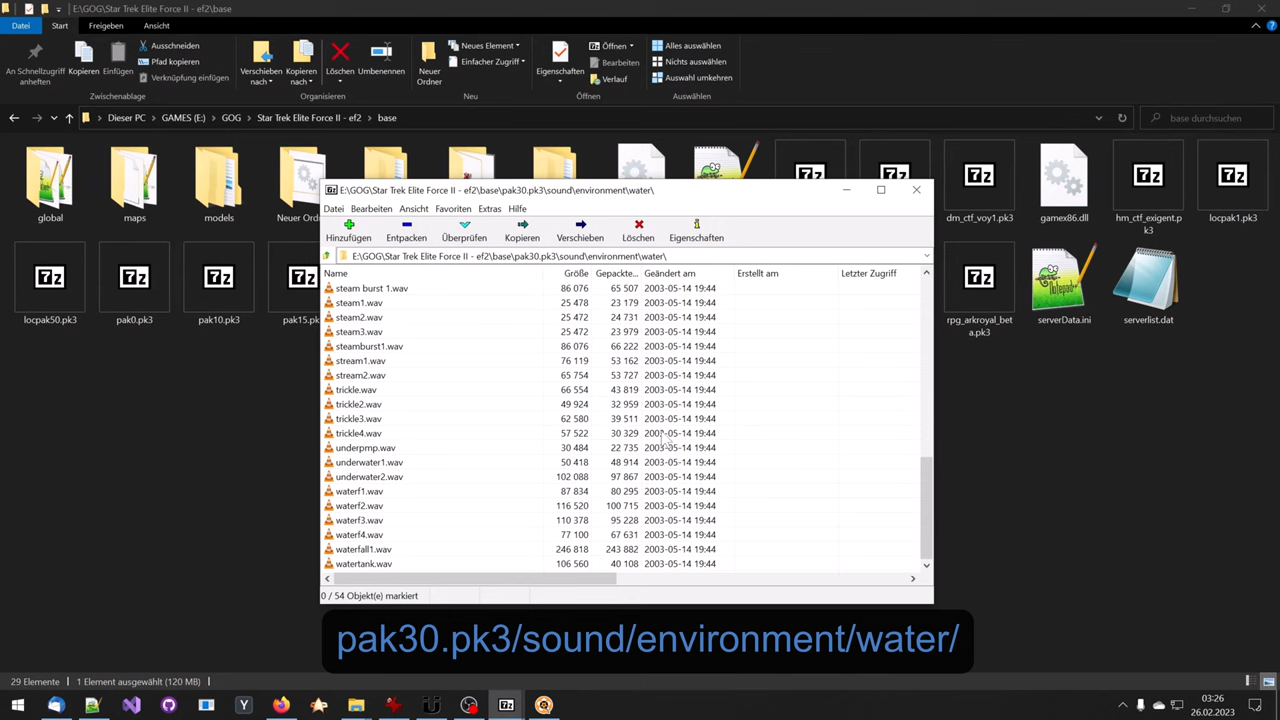 E:\GOG\Star Trek Elite Force II - ef2\base
Datei Start Freigeben Ansicht
An Schnellzugriff anheften
Kopieren
Einfügen
Ausschneiden
Pfad kopieren
Verknüpfung einfügen
Zwischenablage
Verschieben nach
Kopieren nach
Löschen
Umbenennen
Organisieren
Neuer Ordner
Neues Element
Einfacher Zugriff
Neu
Eigenschaften
Öffnen
Bearbeiten
Verlauf
Öffnen
Alles auswählen
Nichts auswählen
Auswahl umkehren
Auswählen
Dieser PC GAMES (E:) GOG Star Trek Elite Force II - ef2 base
base durchsuchen
global
maps
models
Neuer Ordn
dm_ctf_voy1.pk3
gamex86.dll
hm_ctf_exigent.p
k3
locpak1.pk3
7z
locpak50.pk3
pak0.pk3
pak10.pk3
pak15.pk3
rpg_arkroyal_bet
a.pk3
serverData.ini
serverlist.dat
Notepad++
E:\GOG\Star Trek Elite Force II - ef2\base\pak30.pk3\sound\environment\water\
Datei Bearbeiten Ansicht Favoriten Extras Hilfe
Hinzufügen Entpacken Überprüfen Kopieren Verschieben Löschen Eigenschaften
E:\GOG\Star Trek Elite Force II - ef2\base\pak30.pk3\sound\environment\water\
Name Größe Gepackte... Geändert am Erstellt am Letzter Zugriff
steam burst 1.wav 86 076 65 507 2003-05-14 19:44
steam1.wav 25 478 23 179 2003-05-14 19:44
steam2.wav 25 472 24 731 2003-05-14 19:44
steam3.wav 25 472 23 979 2003-05-14 19:44
steamburst1.wav 86 076 66 222 2003-05-14 19:44
stream1.wav 76 119 53 162 2003-05-14 19:44
stream2.wav 65 754 53 727 2003-05-14 19:44
trickle.wav 66 554 43 819 2003-05-14 19:44
trickle2.wav 49 924 32 959 2003-05-14 19:44
trickle3.wav 62 580 39 511 2003-05-14 19:44
trickle4.wav 57 522 30 329 2003-05-14 19:44
underpmp.wav 30 484 22 735 2003-05-14 19:44
underwater1.wav 50 418 48 914 2003-05-14 19:44
underwater2.wav 102 088 97 867 2003-05-14 19:44
waterf1.wav 87 834 80 295 2003-05-14 19:44
waterf2.wav 116 520 100 715 2003-05-14 19:44
waterf3.wav 110 378 95 228 2003-05-14 19:44
waterf4.wav 77 100 67 631 2003-05-14 19:44
waterfall1.wav 246 818 243 882 2003-05-14 19:44
watertank.wav 106 560 40 108 2003-05-14 19:44
0 / 54 Objekt(e) markiert
pak30.pk3/sound/environment/water/
29 Elemente 1 Element ausgewählt (120 MB)
03:26
26.02.2023